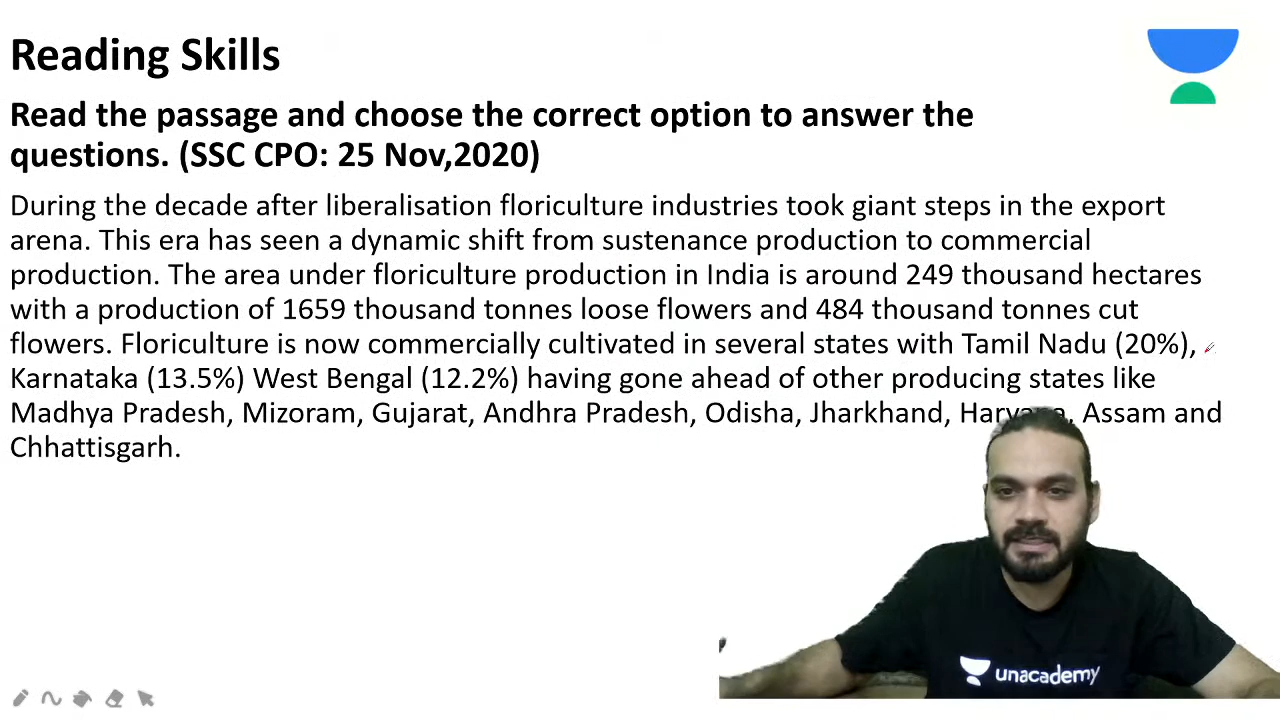 Reading Skills
Read the passage and choose the correct option to answer the
questions. (SSC CPO: 25 Nov,2020)
During the decade after liberalisation floriculture industries took giant steps in the export
arena. This era has seen a dynamic shift from sustenance production to commercial
production. The area under floriculture production in India is around 249 thousand hectares
with a production of 1659 thousand tonnes loose flowers and 484 thousand tonnes cut
flowers. Floriculture is now commercially cultivated in several states with Tamil Nadu (20%),
Karnataka (13.5%) West Bengal (12.2%) having gone ahead of other producing states like
Madhya Pradesh, Mizoram, Gujarat, Andhra Pradesh, Odisha, Jharkhand, Haryana, Assam and
Chhattisgarh.
unacademy